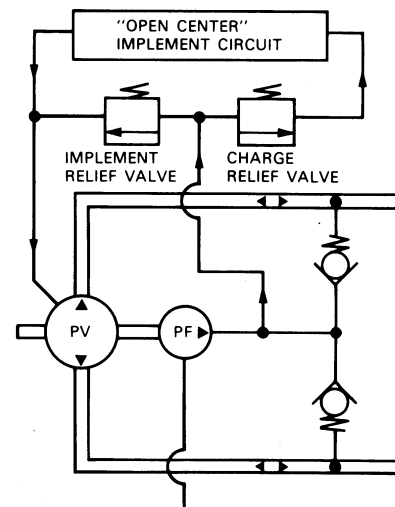 "OPEN CENTER"
IMPLEMENT CIRCUIT
IMPLEMENT
RELIEF VALVE
CHARGE
RELIEF VALVE
PV
PF